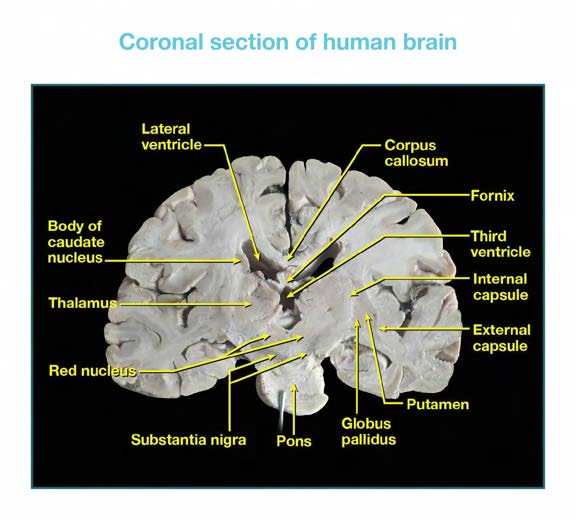 Coronal section of human brain
Lateral
ventricle
Corpus
callosum
Fornix
Body of
caudate
nucleus
Third
ventricle
Internal
capsule
Thalamus
External
capsule
Red nucleus
Putamen
Substantia nigra
Pons
Globus
pallidus